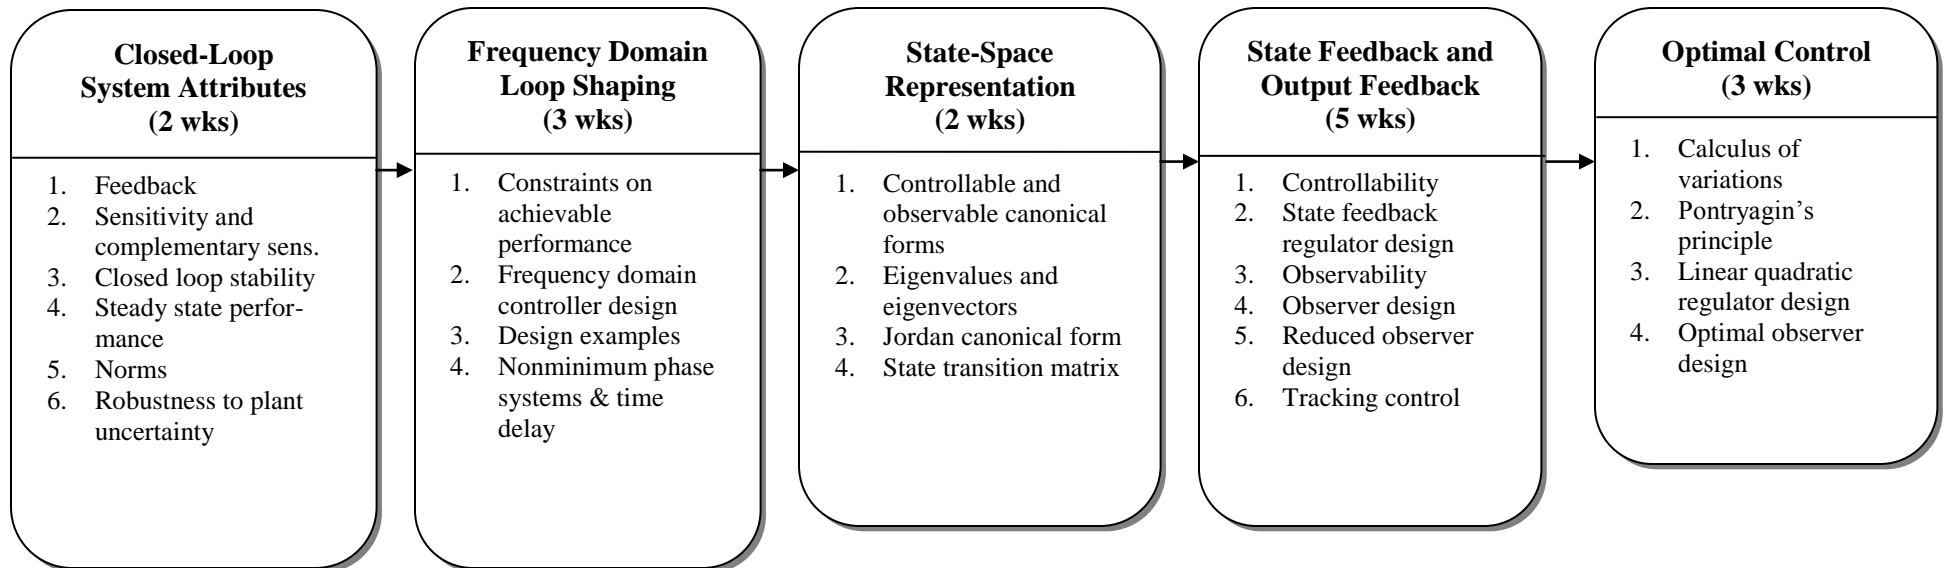 Closed-Loop
System Attributes
(2 wks)
1. Feedback
2. Sensitivity and
complementary sens.
3. Closed loop stability
4. Steady state perfor-
mance
5. Norms
6. Robustness to plant
uncertainty
Frequency Domain
Loop Shaping
(3 wks)
1. Constraints on
achievable
performance
2. Frequency domain
controller design
3. Design examples
4. Nonminimum phase
systems & time
delay
State-Space
Representation
(2 wks)
1. Controllable and
observable canonical
forms
2. Eigenvalues and
eigenvectors
3. Jordan canonical form
4. State transition matrix
State Feedback and
Output Feedback
(5 wks)
1. Controllability
2. State feedback
regulator design
3. Observability
4. Observer design
5. Reduced observer
design
6. Tracking control
Optimal Control
(3 wks)
1. Calculus of
variations
2. Pontryagin’s
principle
3. Linear quadratic
regulator design
4. Optimal observer
design